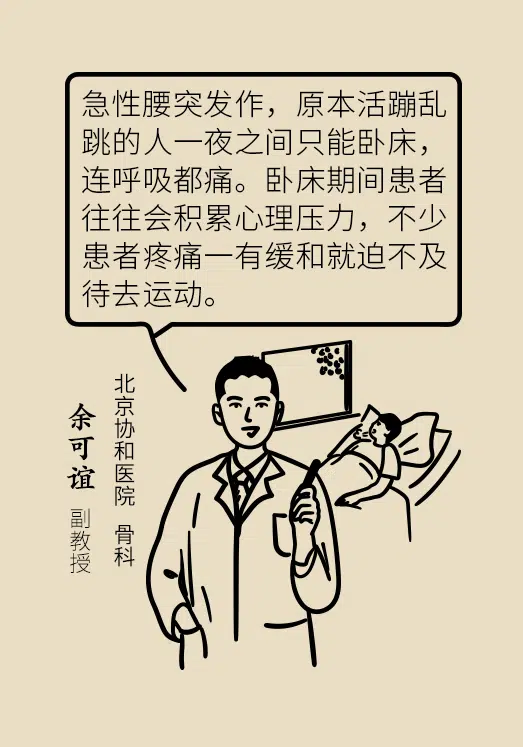 急性腰突发作，原本活蹦乱
跳的人一夜之间只能卧床，
连呼吸都痛。卧床期间患者
往往会积累心理压力，不少
患者疼痛一有缓和就迫不及
待去运动。
北京协和医院 骨科
余可谊 副教授